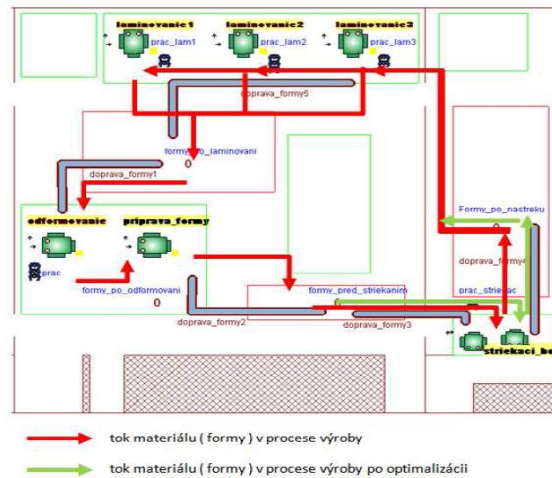 laminovanie1 laminovanie2 laminovanie3
prac_lam1 prac_lam2 prac_lam3
doprava_formy5
formy_po_laminovani
0
doprava_formy1
odformovanie priprava_formy
prac
formy_po_odformovani
0
Formy_po_nastreku
0
doprava_formy4
formy_pred_striekanim
0
prac_striekac
doprava_formy2
doprava_formy3
striekaci_bo
tok materiálu ( formy ) v procese výroby
tok materiálu ( formy ) v procese výroby po optimalizácii